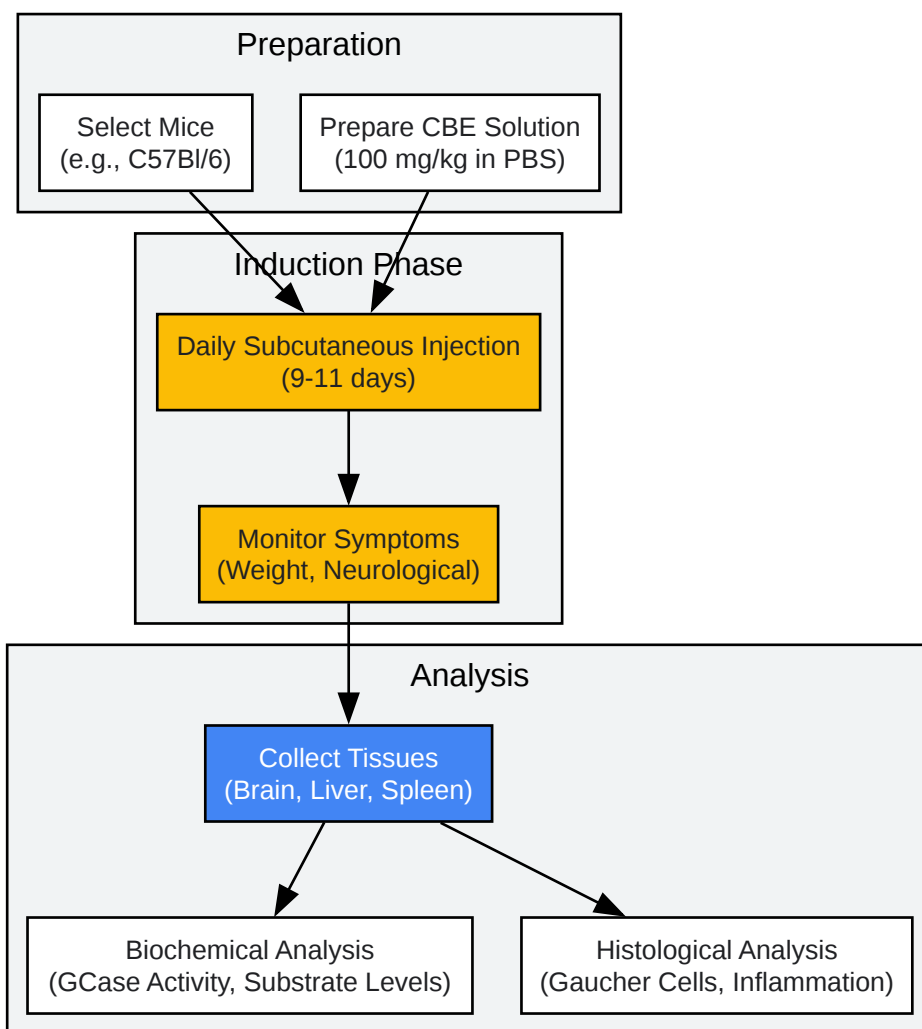 Preparation
Select Mice
(e.g., C57Bl/6)
Prepare CBE Solution
(100 mg/kg in PBS)
Induction Phase
Daily Subcutaneous Injection
(9-11 days)
Monitor Symptoms
(Weight, Neurological)
Analysis
Collect Tissues
(Brain, Liver, Spleen)
Biochemical Analysis
(GCase Activity, Substrate Levels)
Histological Analysis
(Gaucher Cells, Inflammation)